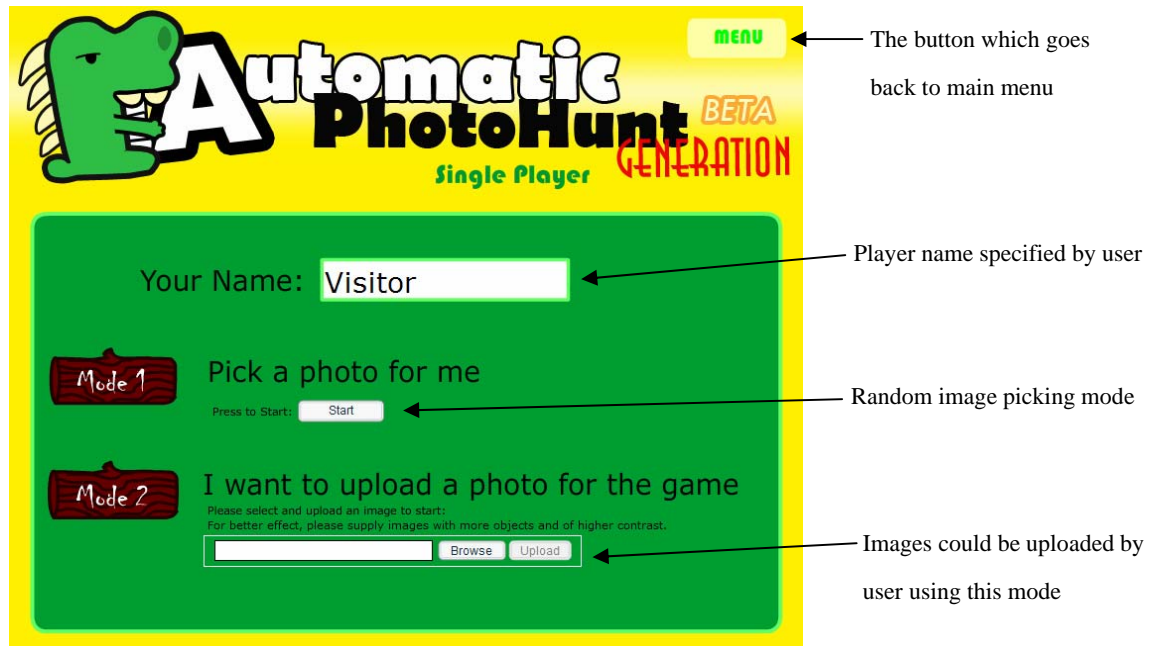 Automatic
PhotoHunt BETA
GENERATION
Single Player
MENU
The button which goes
back to main menu
Your Name: Visitor
Player name specified by user
Mode 1
Pick a photo for me
Press to Start: Start
Random image picking mode
Mode 2
I want to upload a photo for the game
Please select and upload an image to start:
For better effect, please supply images with more objects and of higher contrast.
Browse Upload
Images could be uploaded by
user using this mode